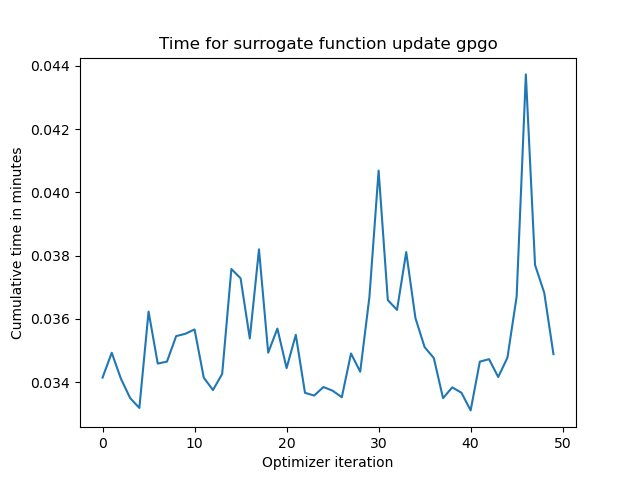 Time for surrogate function update gpgo
0.044
0.042
0.040
0.038
0.036
0.034
Cumulative time in minutes
0 10 20 30 40 50
Optimizer iteration